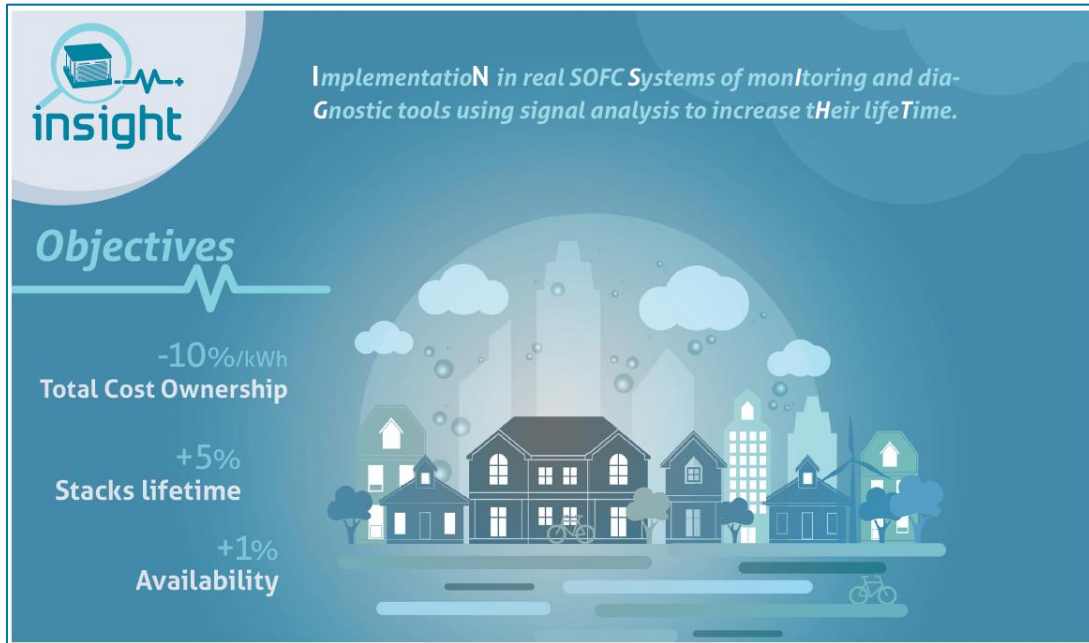 insight
ImplementatioN in real SOFC Systems of monItoring and dia-
Gnostic tools using signal analysis to increase tHeir lifeTime.
Objectives
-10%/kWh
Total Cost Ownership
+5%
Stacks lifetime
+1%
Availability